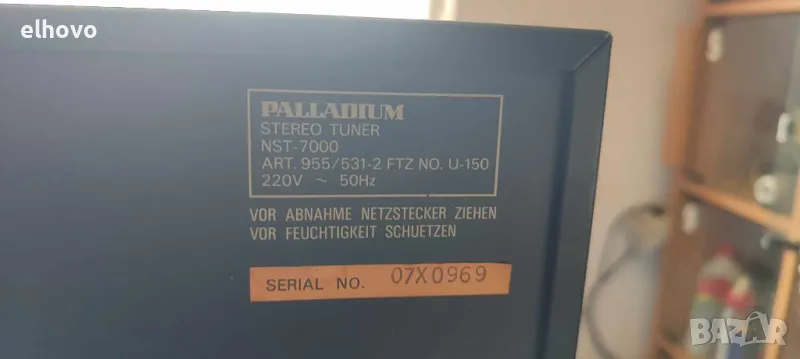 elhovo
PALLADIUM
STEREO TUNER
NST-7000
ART. 955/531-2 FTZ NO. U-150
220V ~ 50Hz
VOR ABNAHME NETZSTECKER ZIEHEN
VOR FEUCHTIGKEIT SCHUETZEN
SERIAL NO. 07X0969
BAZAR